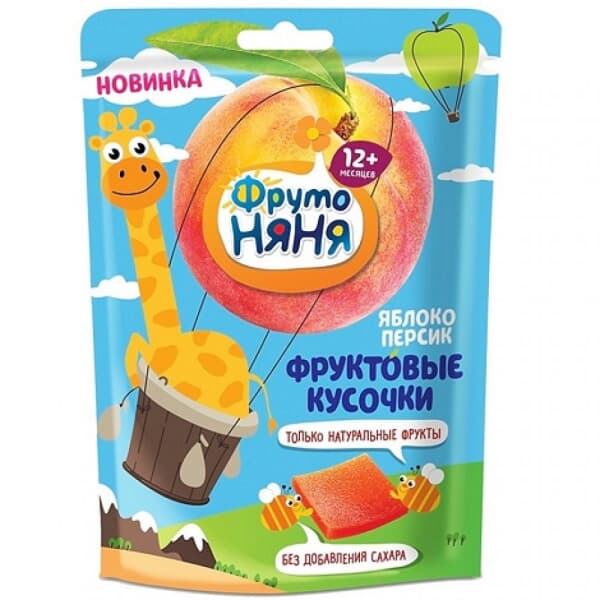 НОВИНКА
12+
МЕСЯЦЕВ
Фруто
НЯНЯ
ЯБЛОКО
ПЕРСИК
ФРУКТОВЫЕ
КУСОЧКИ
ТОЛЬКО НАТУРАЛЬНЫЕ ФРУКТЫ
БЕЗ ДОБАВЛЕНИЯ САХАРА